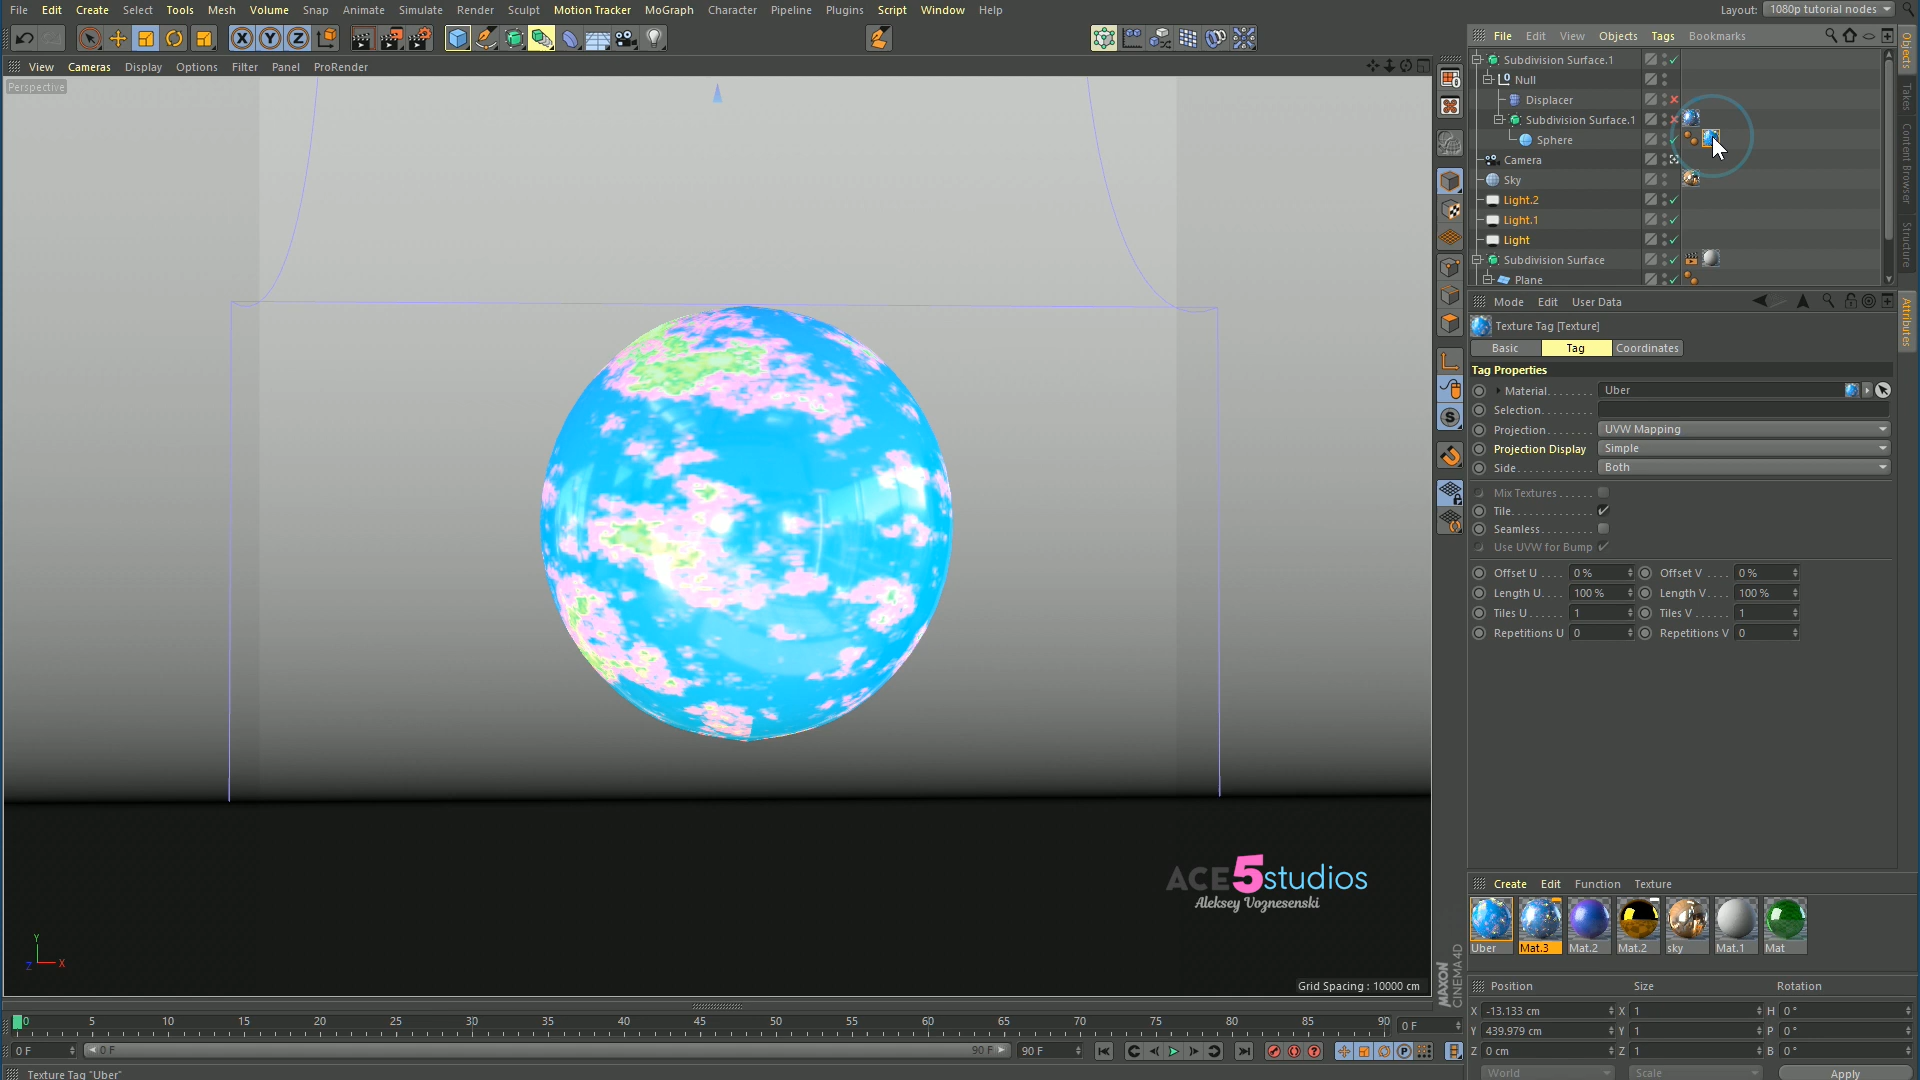 File Edit Create Select Tools Mesh Volume Snap Animate Simulate Render Sculpt Motion Tracker MoGraph Character Pipeline Plugins Script Window Help
Layout: 1080p tutorial nodes
X Y Z
File Edit View Objects Tags Bookmarks
View Cameras Display Options Filter Panel ProRender
Perspective
Subdivision Surface.1
Null
Displacer
Subdivision Surface.1
Sphere
Camera
Sky
Light.2
Light.1
Light
Subdivision Surface
Plane
Objects
Takes
Content Browser
Structure
Attributes
Mode Edit User Data
Texture Tag [Texture]
Basic Tag Coordinates
Tag Properties
Material........ Uber
Selection.........
Projection....... UVW Mapping
Projection Display Simple
Side............. Both
Mix Textures ......
Tile...............
Seamless..........
Use UVW for Bump
Offset U .... 0 % Offset V .... 0 %
Length U.... 100 % Length V.... 100 %
Tiles U...... 1 Tiles V...... 1
Repetitions U 0 Repetitions V 0
ACE5studios
Aleksey Voznesenski
Y
Z X
Grid Spacing : 10000 cm
MAXON
CINEMA 4D
Create Edit Function Texture
Uber Mat.3 Mat.2 Mat.2 sky Mat.1 Mat
Position Size Rotation
X -13.133 cm X 1 H 0 °
Y 439.979 cm Y 1 P 0 °
Z 0 cm Z 1 B 0 °
World Scale Apply
0 5 10 15 20 25 30 35 40 45 50 55 60 65 70 75 80 85 90 0 F
0 F 0 F 90 F 90 F
Texture Tag "Uber"